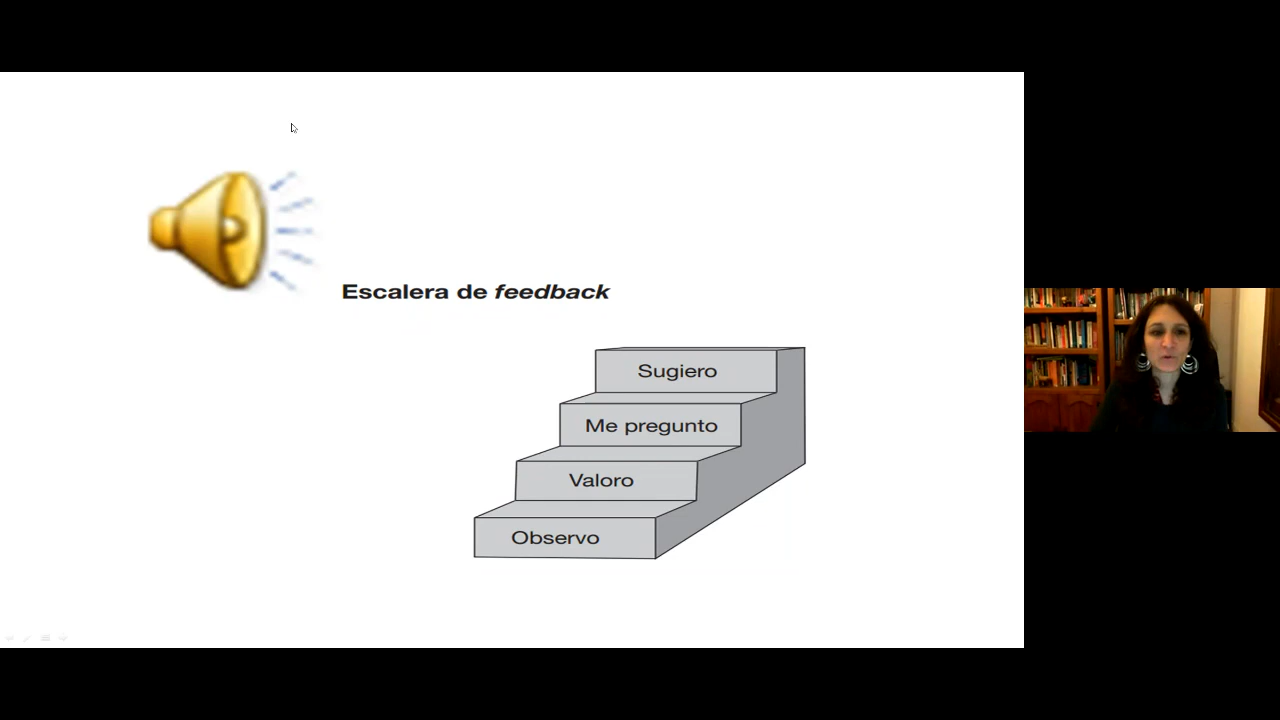 Escalera de feedback
Sugiero
Me pregunto
Valoro
Observo